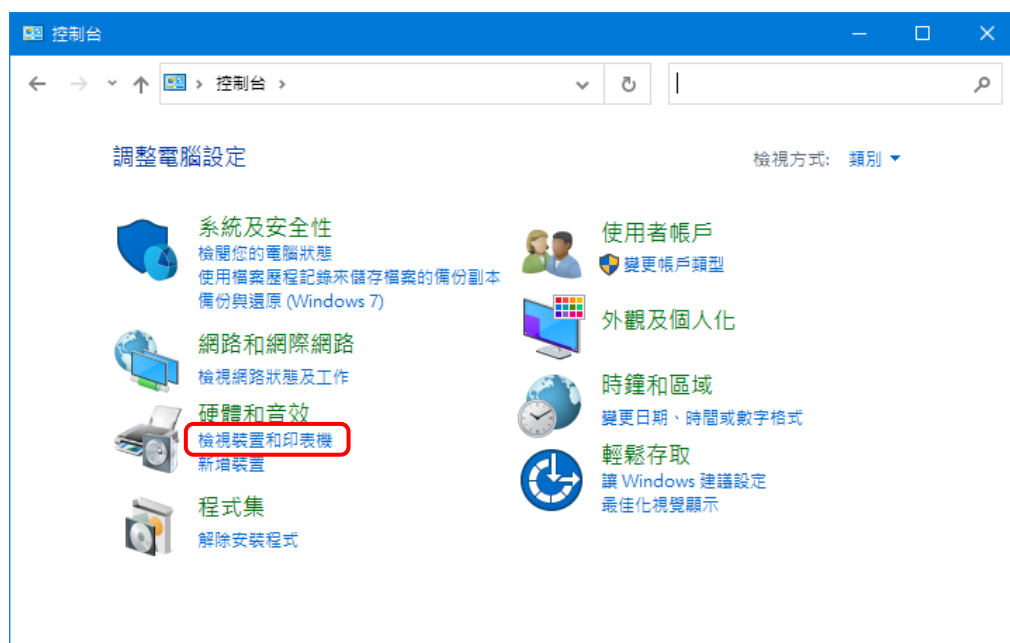 控制台
控制台
調整電腦設定
檢視方式: 類別
系統及安全性
檢閱您的電腦狀態
使用檔案歷程記錄來儲存檔案的備份副本
備份與還原 (Windows 7)
網路和網際網路
檢視網路狀態及工作
硬體和音效
檢視裝置和印表機
新增裝置
程式集
解除安裝程式
使用者帳戶
變更帳戶類型
外觀及個人化
時鐘和區域
變更日期、時間或數字格式
輕鬆存取
讓 Windows 建議設定
最佳化視覺顯示